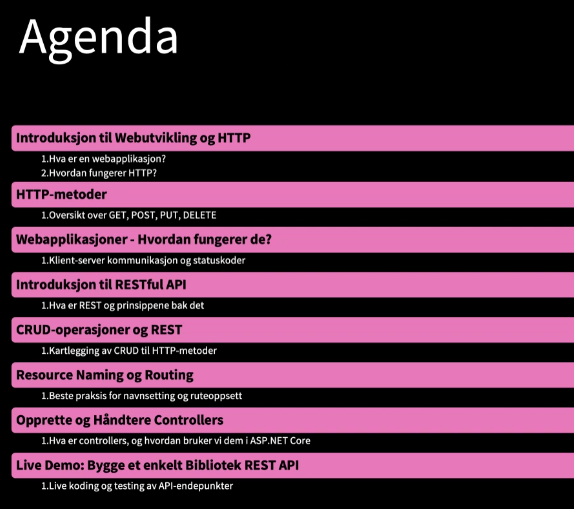 Agenda
Introduksjon til Webutvikling og HTTP
1.Hva er en webapplikasjon?
2.Hvordan fungerer HTTP?
HTTP-metoder
1.Oversikt over GET, POST, PUT, DELETE
Webapplikasjoner - Hvordan fungerer de?
1.Klient-server kommunikasjon og statuskoder
Introduksjon til RESTful API
1.Hva er REST og prinsippene bak det
CRUD-operasjoner og REST
1.Kartlegging av CRUD til HTTP-metoder
Resource Naming og Routing
1.Beste praksis for navnsetting og ruteoppsett
Opprette og Håndtere Controllers
1.Hva er controllers, og hvordan bruker vi dem i ASP.NET Core
Live Demo: Bygge et enkelt Bibliotek REST API
1.Live koding og testing av API-endepunkter